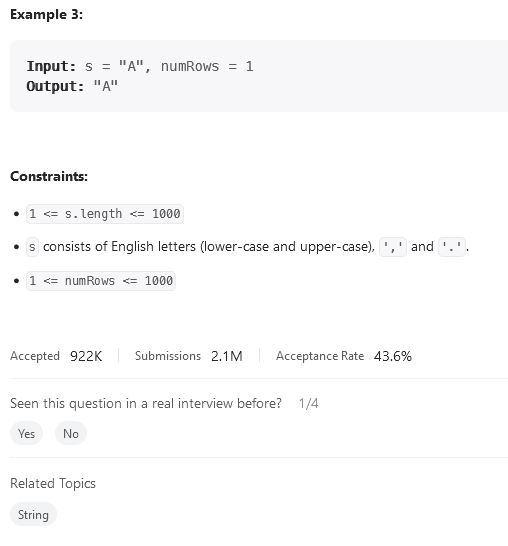 Example 3:
Input: s = "A", numRows = 1
Output: "A"
Constraints:
• 1 <= s.length <= 1000
• s consists of English letters (lower-case and upper-case), ',' and '.'.
• 1 <= numRows <= 1000
Accepted 922K Submissions 2.1M Acceptance Rate 43.6%
Seen this question in a real interview before? 1/4
Yes No
Related Topics
String